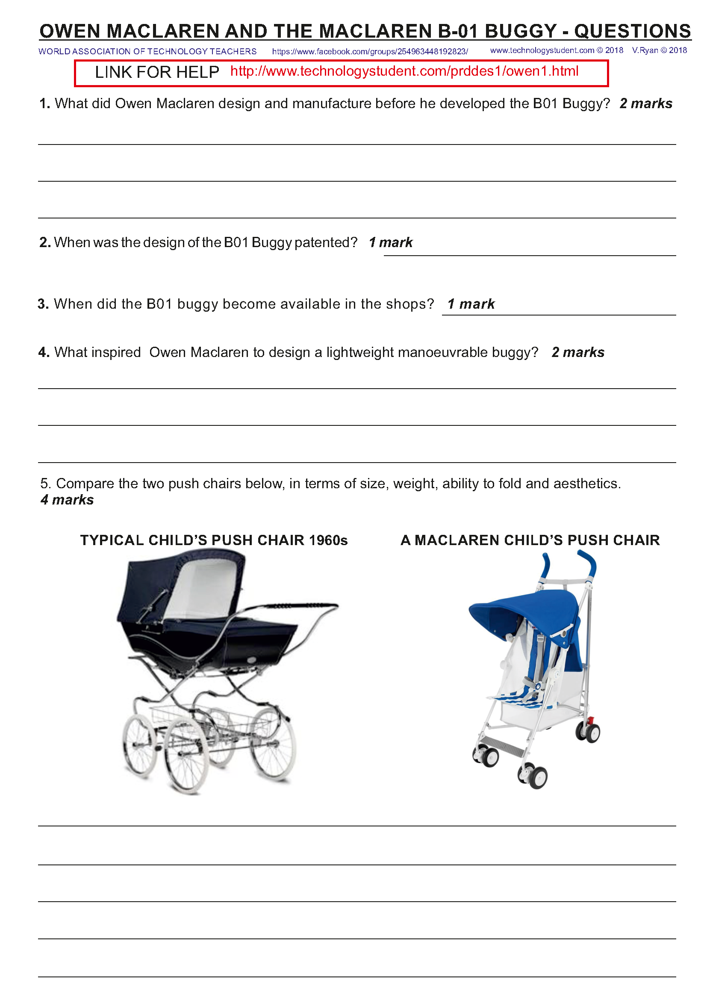 OWEN MACLAREN AND THE MACLAREN B-01 BUGGY - QUESTIONS
WORLD ASSOCIATION OF TECHNOLOGY TEACHERS https://www.facebook.com/groups/254963448192823/ www.technologystudent.com © 2018 V.Ryan © 2018
LINK FOR HELP http://www.technologystudent.com/prddes1/owen1.html
1. What did Owen Maclaren design and manufacture before he developed the B01 Buggy? 2 marks
2. When was the design of the B01 Buggy patented? 1 mark
3. When did the B01 buggy become available in the shops? 1 mark
4. What inspired Owen Maclaren to design a lightweight manoeuvrable buggy? 2 marks
5. Compare the two push chairs below, in terms of size, weight, ability to fold and aesthetics.
4 marks
TYPICAL CHILD’S PUSH CHAIR 1960s A MACLAREN CHILD’S PUSH CHAIR